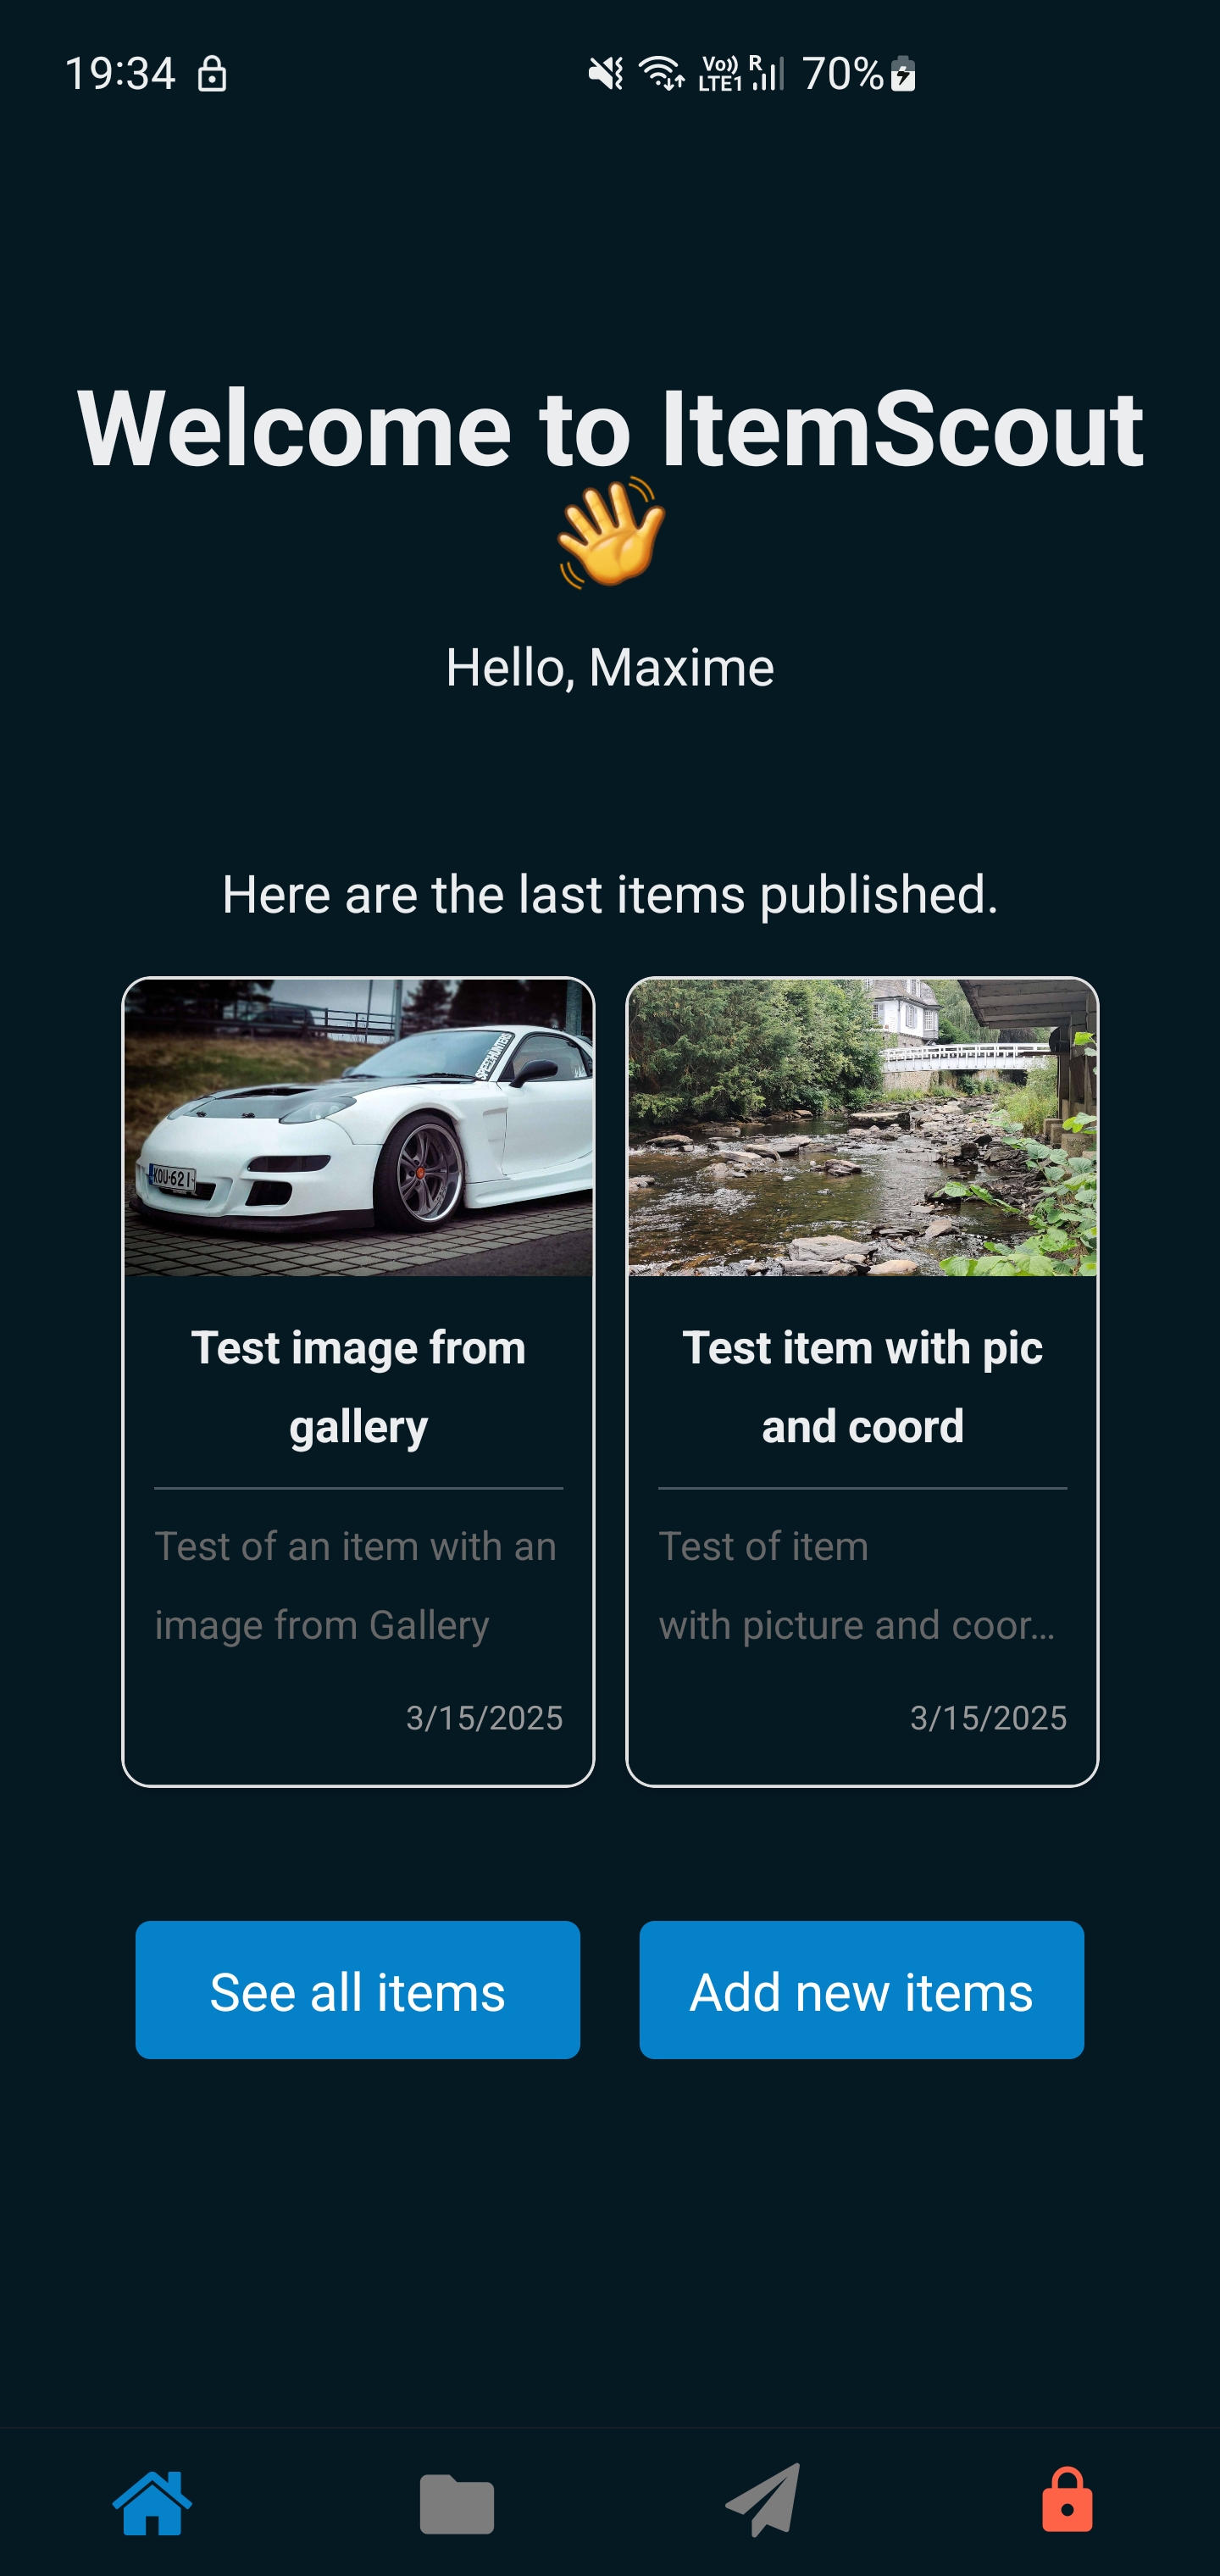 19:34 70%
Vo)) R
LTE1
Welcome to ItemScout
👋
Hello, Maxime
Here are the last items published.
SPEEDHUNTERS
KOU-621
Test image from
gallery
Test of an item with an
image from Gallery
3/15/2025
Test item with pic
and coord
Test of item
with picture and coor...
3/15/2025
See all items
Add new items